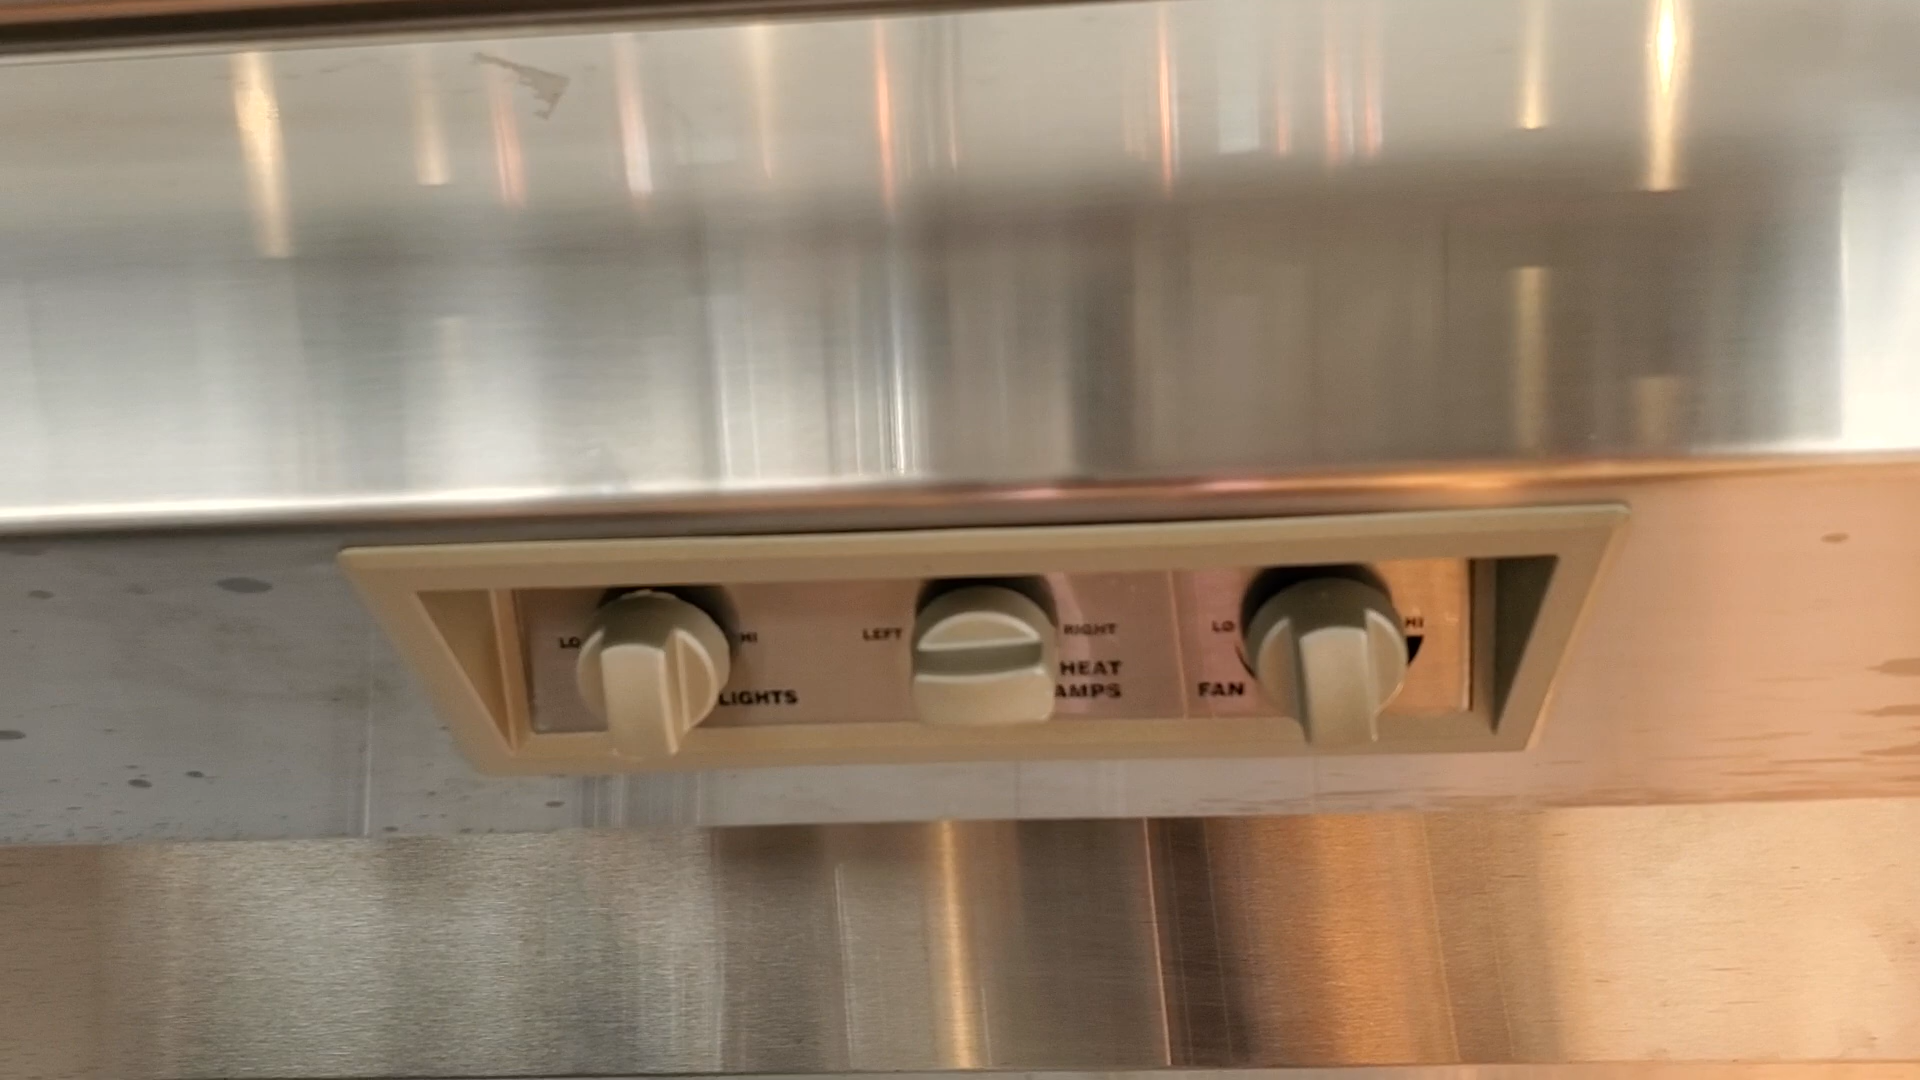 LO HI
LIGHTS
LEFT RIGHT
HEAT
AMPS
LO HI
FAN